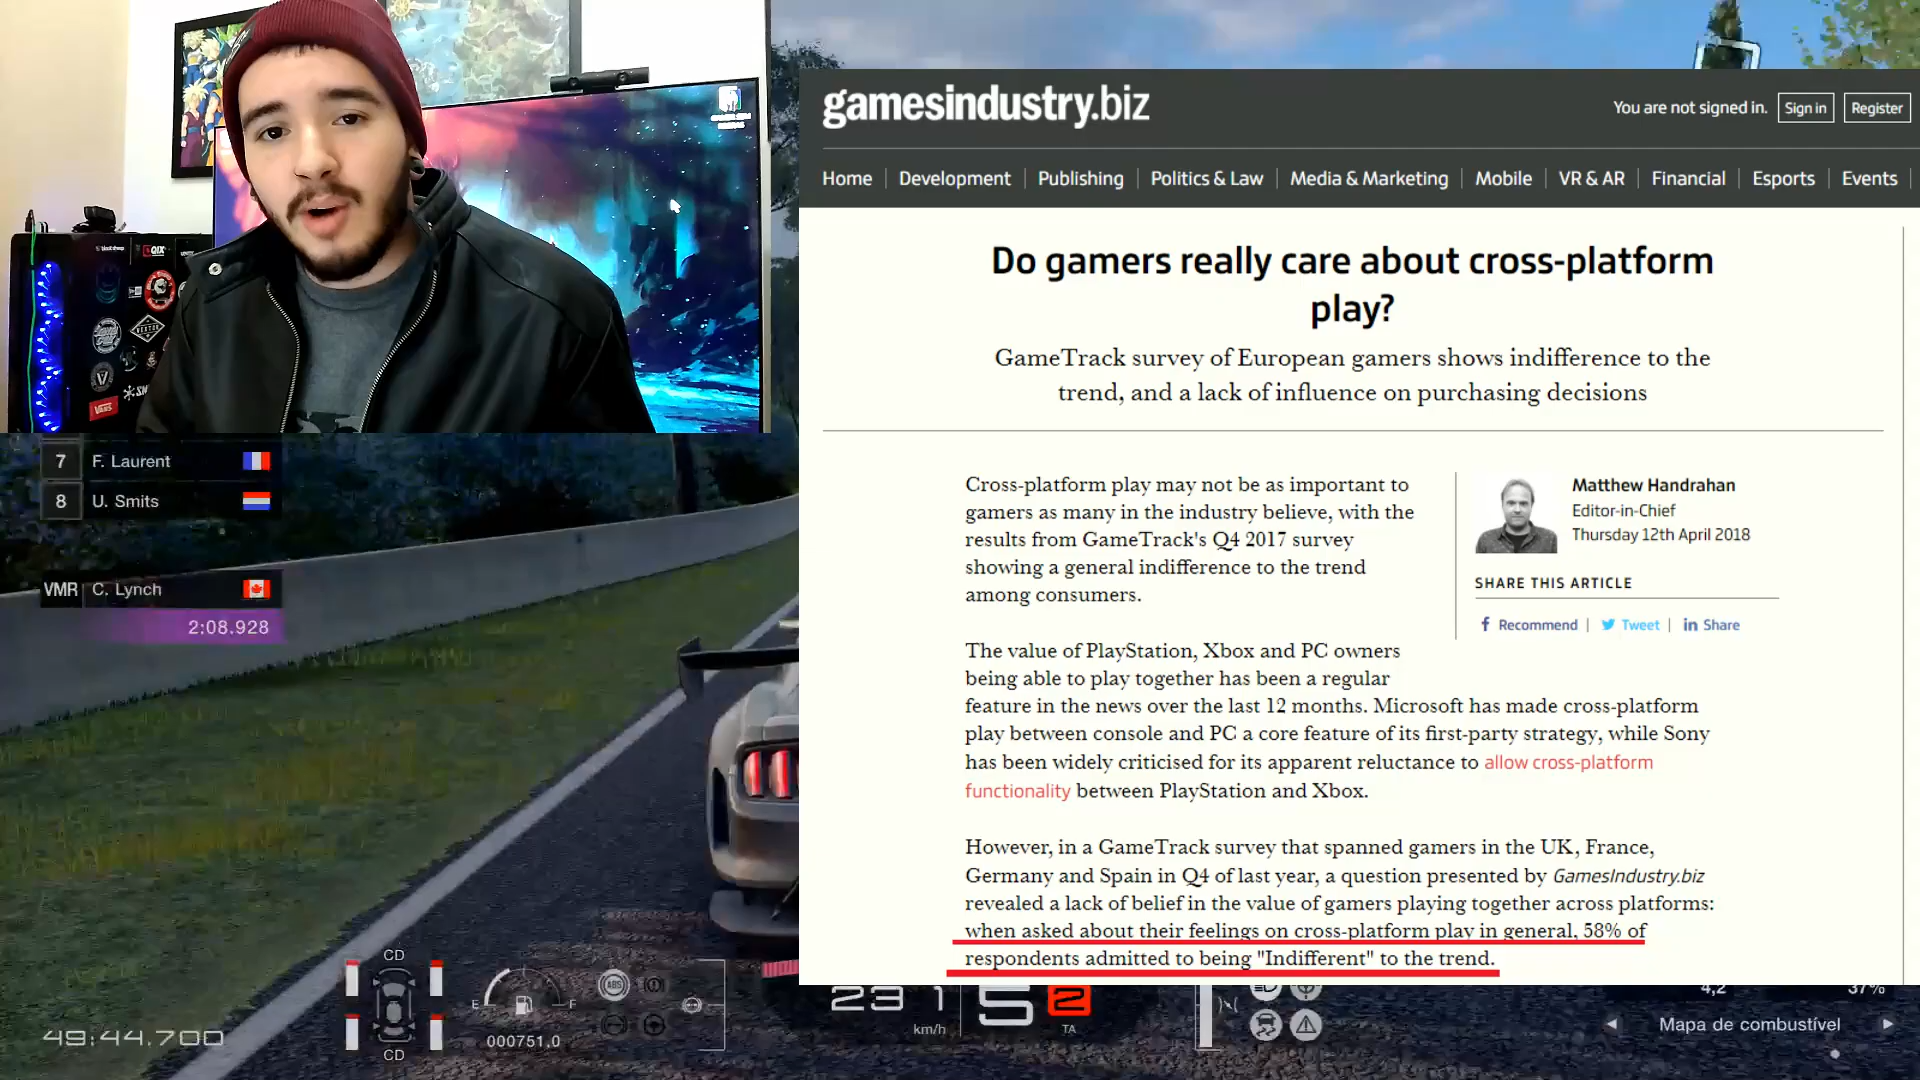 gamesindustry.biz
You are not signed in.
Sign in
Register
Home
Development
Publishing
Politics & Law
Media & Marketing
Mobile
VR & AR
Financial
Esports
Events
Do gamers really care about cross-platform
play?
GameTrack survey of European gamers shows indifference to the
trend, and a lack of influence on purchasing decisions
Cross-platform play may not be as important to
gamers as many in the industry believe, with the
results from GameTrack's Q4 2017 survey
showing a general indifference to the trend
among consumers.
Matthew Handrahan
Editor-in-Chief
Thursday 12th April 2018
SHARE THIS ARTICLE
Recommend
Tweet
Share
The value of PlayStation, Xbox and PC owners
being able to play together has been a regular
feature in the news over the last 12 months. Microsoft has made cross-platform
play between console and PC a core feature of its first-party strategy, while Sony
has been widely criticised for its apparent reluctance to allow cross-platform
functionality between PlayStation and Xbox.
However, in a GameTrack survey that spanned gamers in the UK, France,
Germany and Spain in Q4 of last year, a question presented by GamesIndustry.biz
revealed a lack of belief in the value of gamers playing together across platforms:
when asked about their feelings on cross-platform play in general, 58% of
respondents admitted to being "Indifferent" to the trend.
7 F. Laurent
8 U. Smits
VMR C. Lynch
2:08.928
49:44.700
CD
CD
E F
ABS
000751,0
231
km/h
5
2
TA
4,2
37%
Mapa de combustível
QIX
VANS